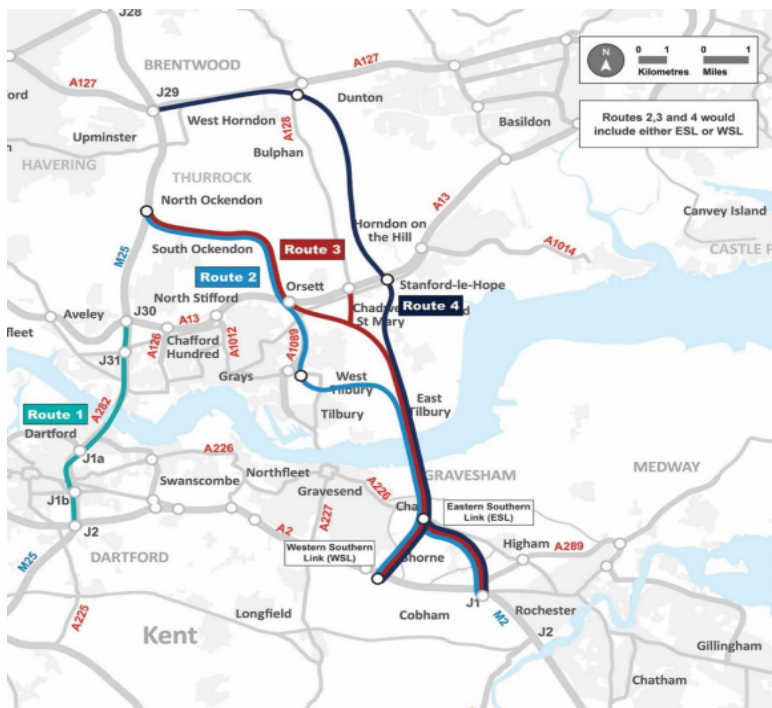 J28
BRENTWOOD
A127
A127
N
0 1
Kilometres
0 1
Miles
J29
Dunton
Upminster
West Horndon
A128
Basildon
Routes 2,3 and 4 would
include either ESL or WSL
HAVERING
Bulphan
THURROCK
A13
North Ockendon
Canvey Island
Horndon on
the Hill
M25
South Ockendon
Route 3
A1014
CASTLE
Route 2
Orsett
Stanford-le-Hope
North Stifford
Route 4
St Mary
Aveley
J30
A13
Chafford
Hundred
A126
A1012
A1089
J31
Grays
West
Tilbury
East
Tilbury
Tilbury
Route 1
A282
Dartford
J1a
A226
GRAVESHAM
MEDWAY
Northfleet
Swanscombe
Gravesend
A226
J1b
Eastern Southern
Link (ESL)
J2
A2
A227
Western Southern
Link (WSL)
Higham
A289
M25
DARTFORD
J1
Cobham
M2
Rochester
A225
Longfield
J2
Kent
Gillingham
Chatham